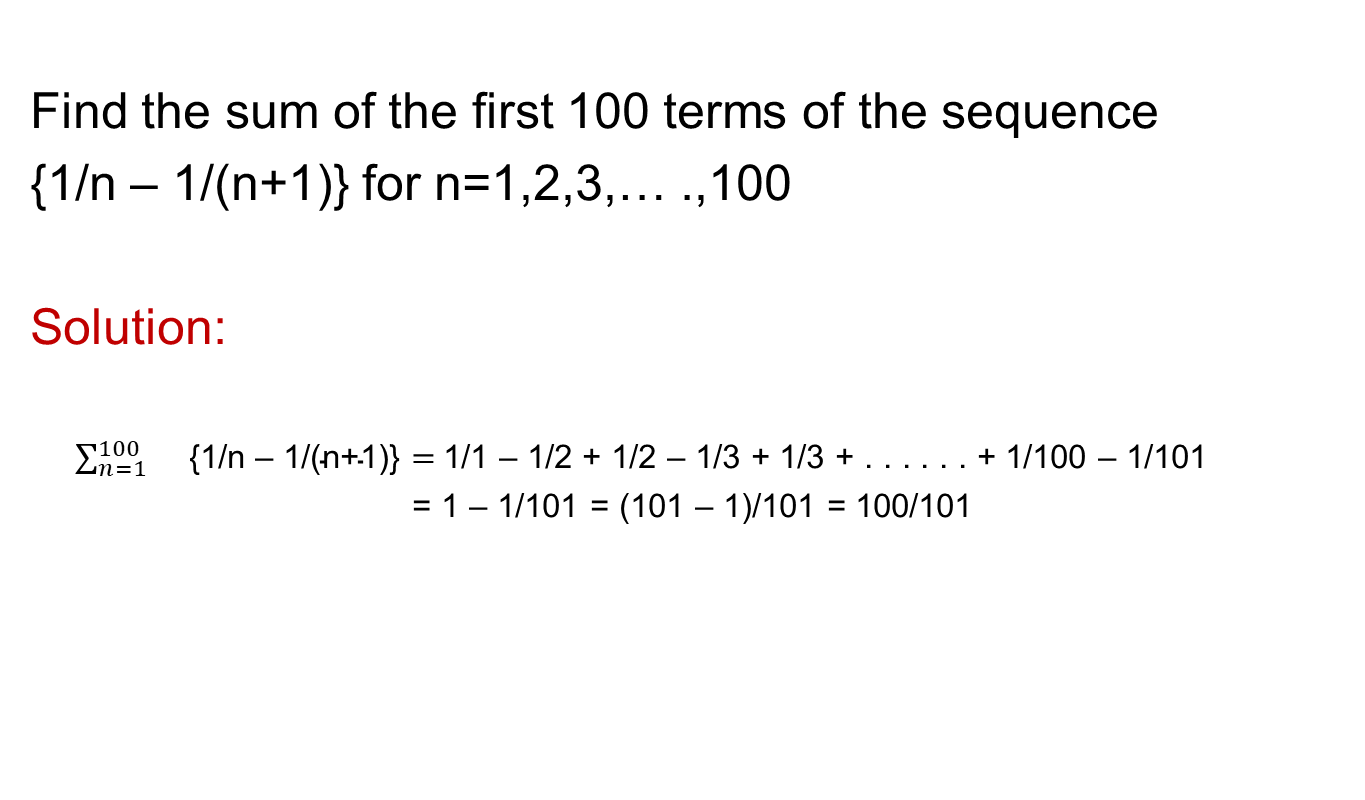 Find the sum of the first 100 terms of the sequence
{1/n – 1/(n+1)} for n=1,2,3,… .,100
Solution:
∑_{n=1}^{100} {1/n – 1/(n+1)} = 1/1 – 1/2 + 1/2 – 1/3 + 1/3 + . . . . . . + 1/100 – 1/101
= 1 – 1/101 = (101 – 1)/101 = 100/101